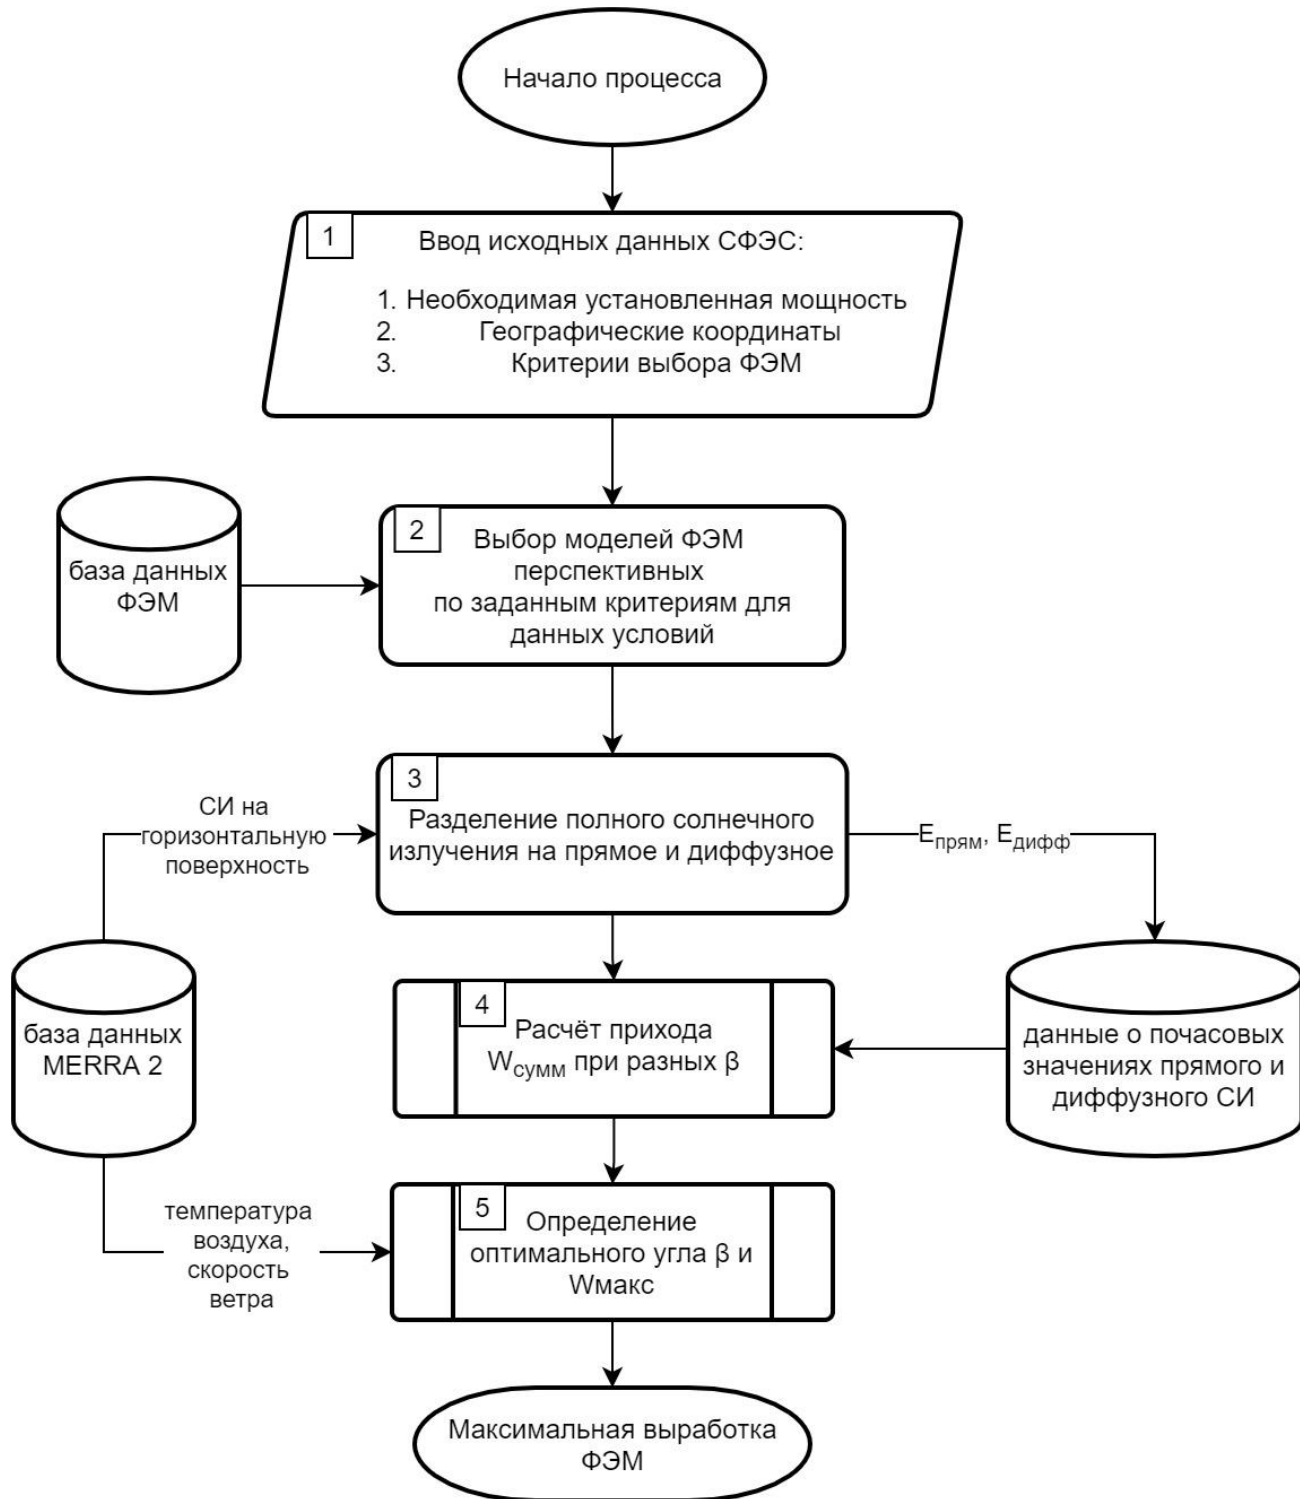 Начало процесса
1
Ввод исходных данных СФЭС:
1. Необходимая установленная мощность
2. Географические координаты
3. Критерии выбора ФЭМ
база данных
ФЭМ
2
Выбор моделей ФЭМ
перспективных
по заданным критериям для
данных условий
3
Разделение полного солнечного
излучения на прямое и диффузное
СИ на
горизонтальную
поверхность
Eпрям, Eдифф
база данных
MERRA 2
4
Расчёт прихода
Wсумм при разных β
данные о почасовых
значениях прямого и
диффузного СИ
температура
воздуха,
скорость
ветра
5
Определение
оптимального угла β и
Wмакс
Максимальная выработка
ФЭМ